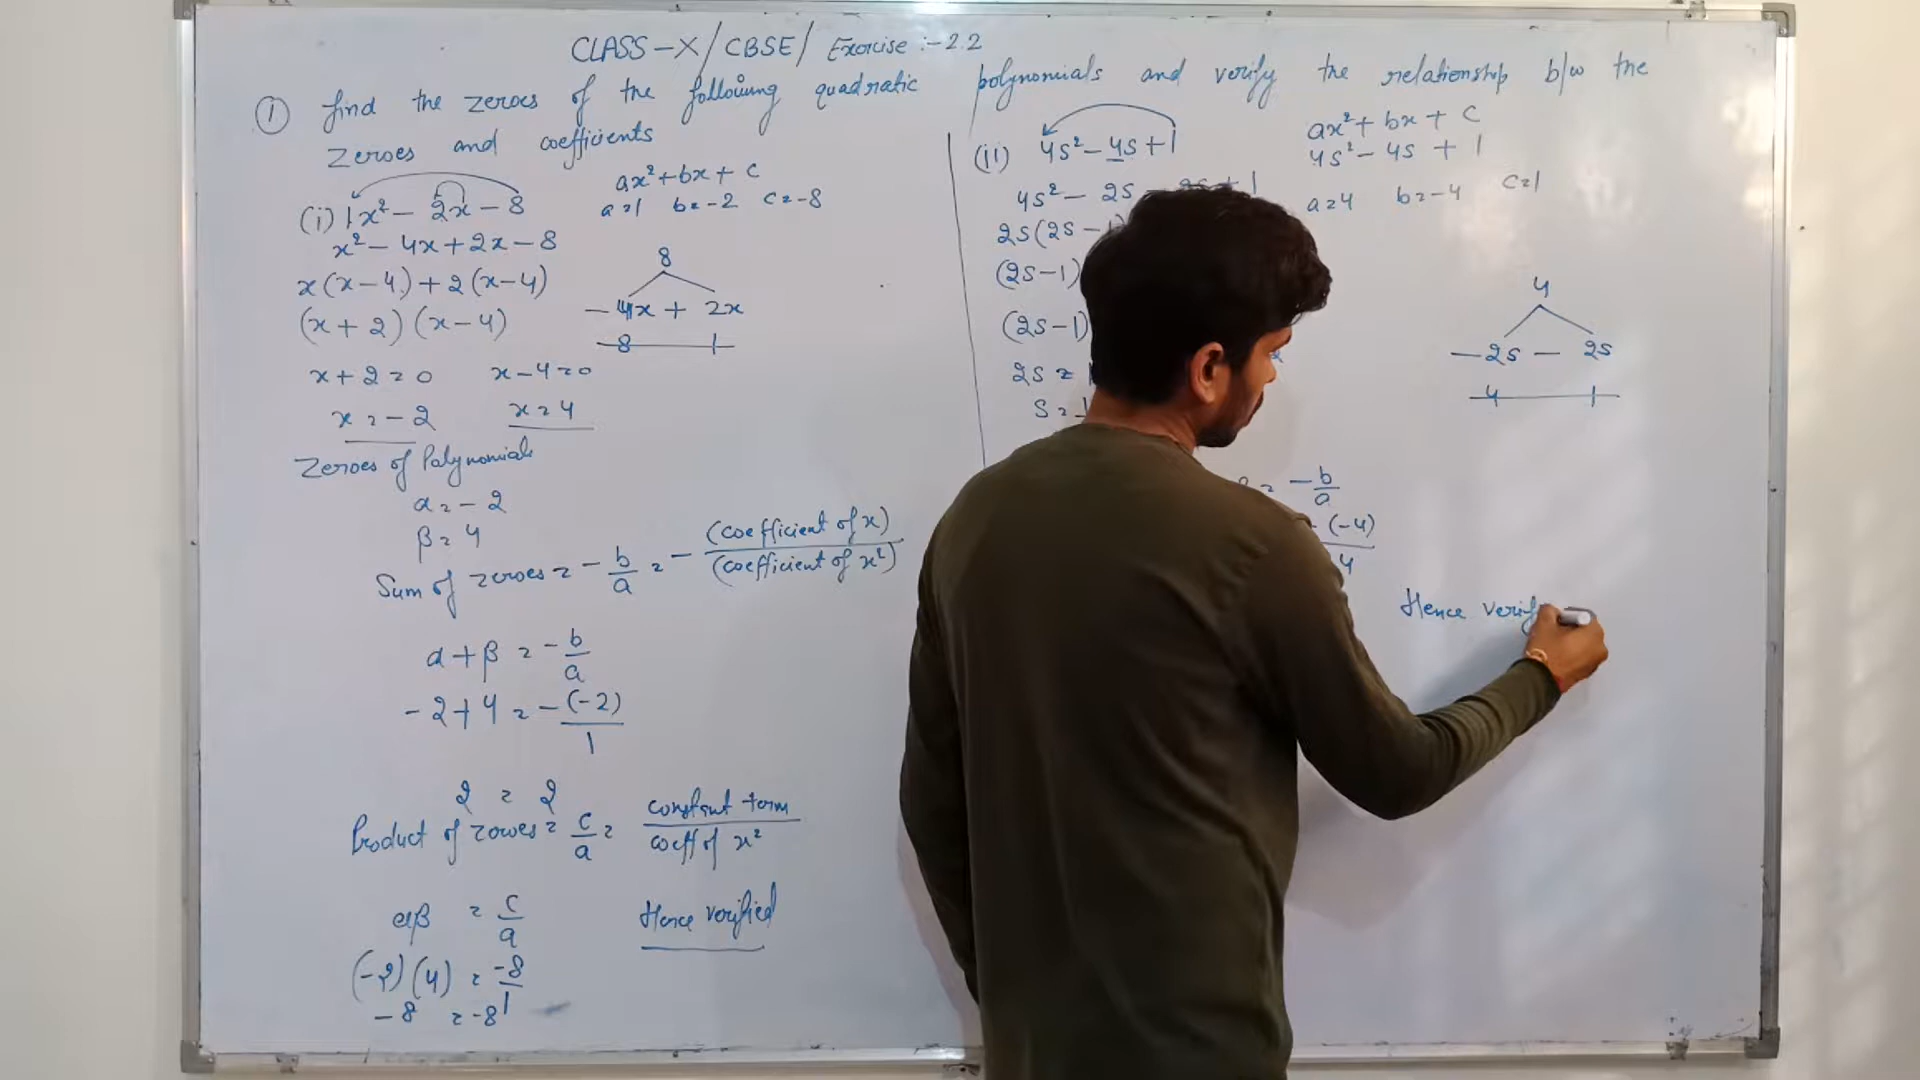 CLASS-X/CBSE/ Exercise :- 2.2
① find the zeroes of the following quadratic polynomials and verify the relationship b/w the
zeroes and coefficients
(i) 1x² - 2x - 8
ax² + bx + c
a = 1 b = -2 c = -8
x² - 4x + 2x - 8
x(x-4) + 2(x-4)
(x+2)(x-4)
8
- 4x + 2x
8 1
x+2=0 x-4=0
x = -2 x = 4
Zeroes of Polynomials
α = -2
β = 4
Sum of zeroes = - b/a = - (coefficient of x)/(coefficient of x²)
α + β = - b/a
-2 + 4 = - (-2)/1
2 = 2
Product of zeroes = c/a = constant term/coeff of x²
αβ = c/a
(-2)(4) = -8/1
-8 = -8
Hence verified
(ii) 4s² - 4s + 1
ax² + bx + c
4s² - 4s + 1
a = 4 b = -4 c = 1
4s² - 2s - 2s + 1
2s(2s - 1)
(2s-1)
(2s-1)
2s = 1
s = 1
4
- 2s - 2s
4 1
= - b/a
- (-4)
4
Hence verif